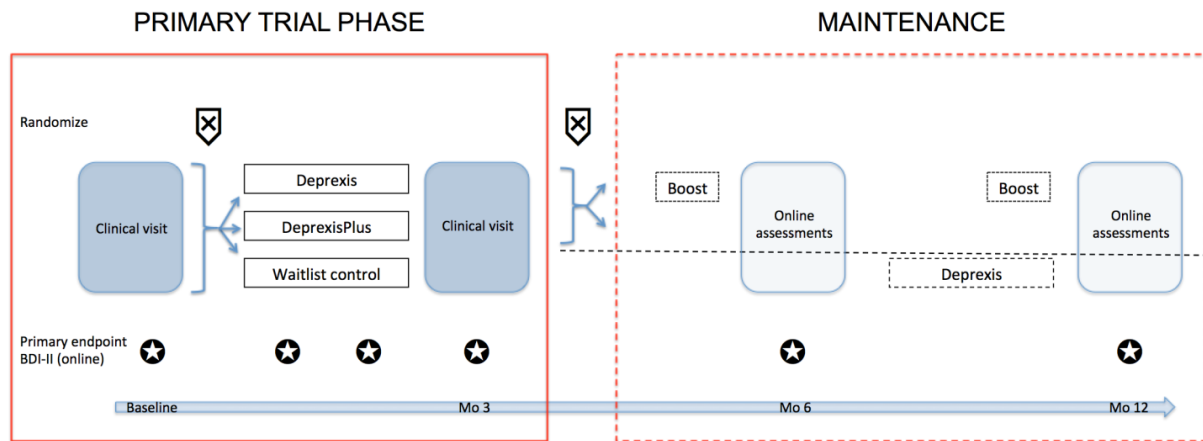 PRIMARY TRIAL PHASE
MAINTENANCE
Randomize
Clinical visit
Deprexis
DeprexisPlus
Waitlist control
Clinical visit
Boost
Online
assessments
Boost
Online
assessments
Deprexis
Primary endpoint
BDI-II (online)
Baseline
Mo 3
Mo 6
Mo 12